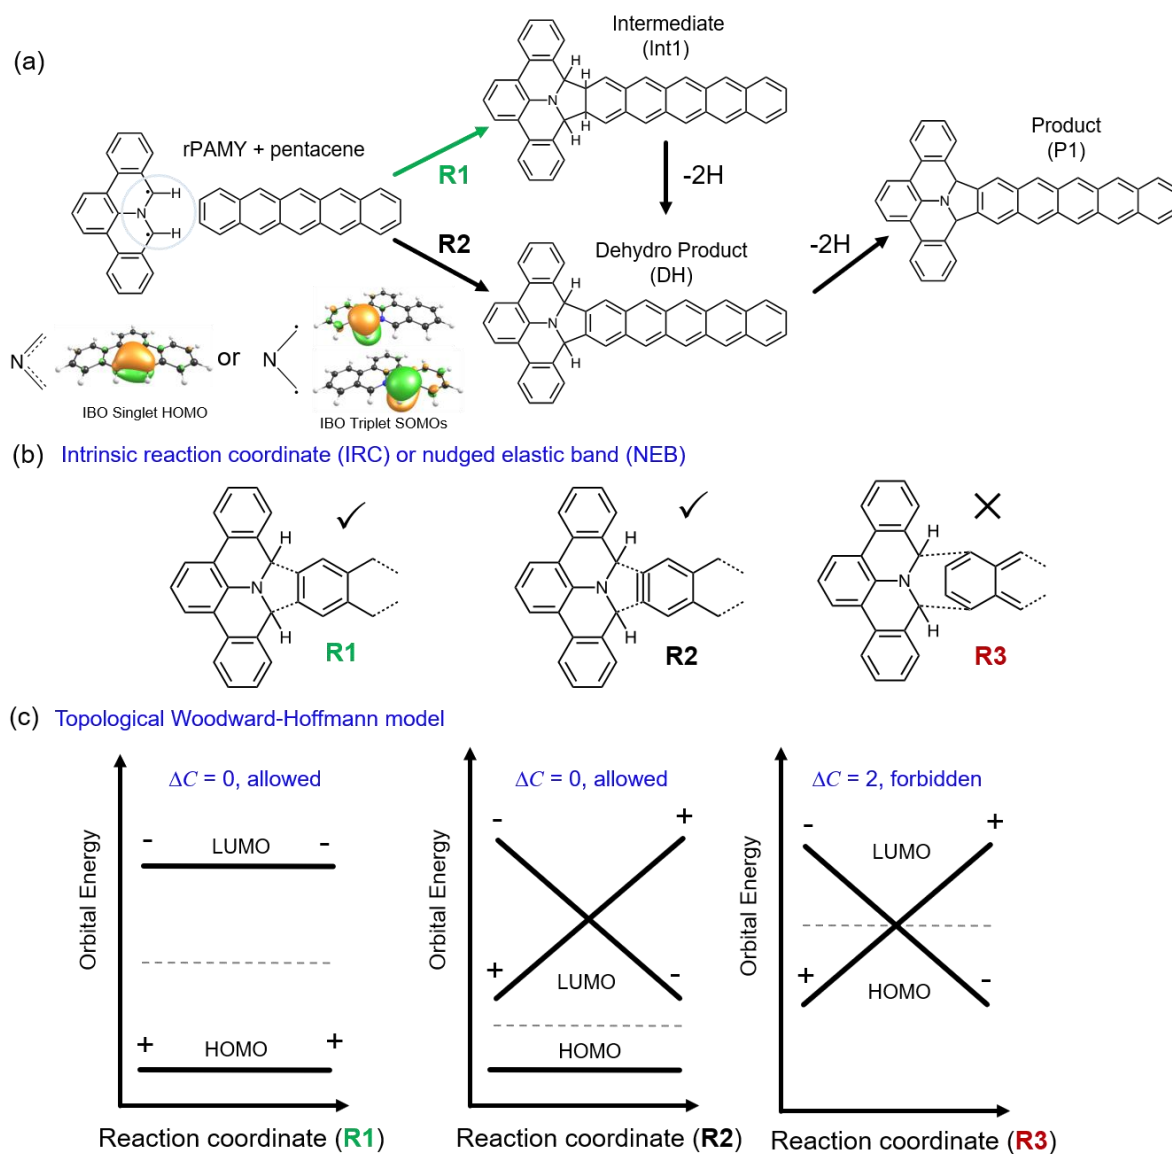 (a)
Intermediate
(Int1)
H
H
N
H
H
rPAMY + pentacene
R1
-2H
Product
(P1)
N
H
N
H
R2
Dehydro Product
(DH)
-2H
H
N
H
N
or
N
IBO Singlet HOMO
IBO Triplet SOMOs
(b) Intrinsic reaction coordinate (IRC) or nudged elastic band (NEB)
H
N
H
R1
H
N
H
R2
H
N
H
R3
(c) Topological Woodward-Hoffmann model
Orbital Energy
ΔC = 0, allowed
- LUMO -
+ HOMO +
Reaction coordinate (R1)
Orbital Energy
ΔC = 0, allowed
- +
+ LUMO -
HOMO
Reaction coordinate (R2)
Orbital Energy
ΔC = 2, forbidden
- LUMO +
+ HOMO -
Reaction coordinate (R3)